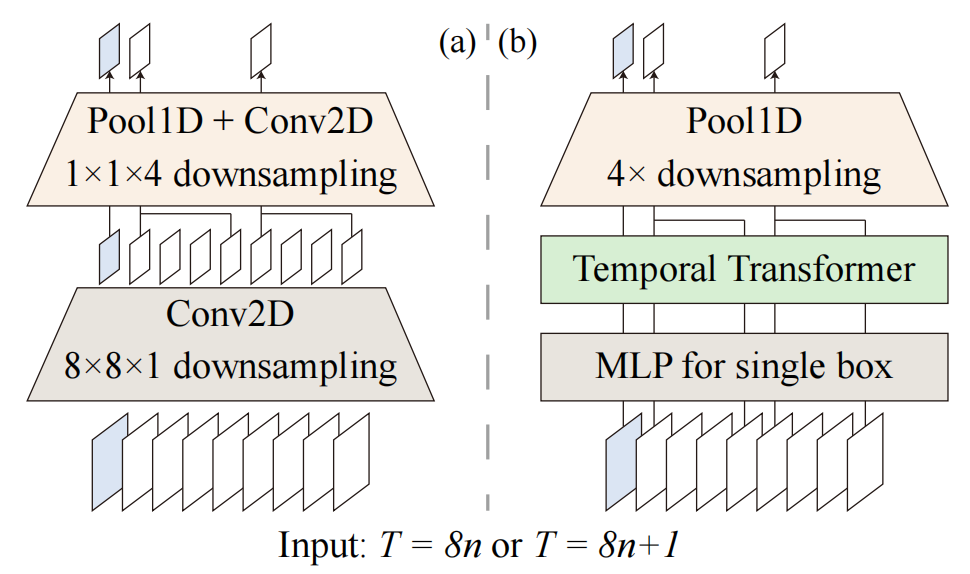 (a) (b)
Pool1D + Conv2D
1×1×4 downsampling
Conv2D
8×8×1 downsampling
Pool1D
4× downsampling
Temporal Transformer
MLP for single box
Input: T = 8n or T = 8n+1